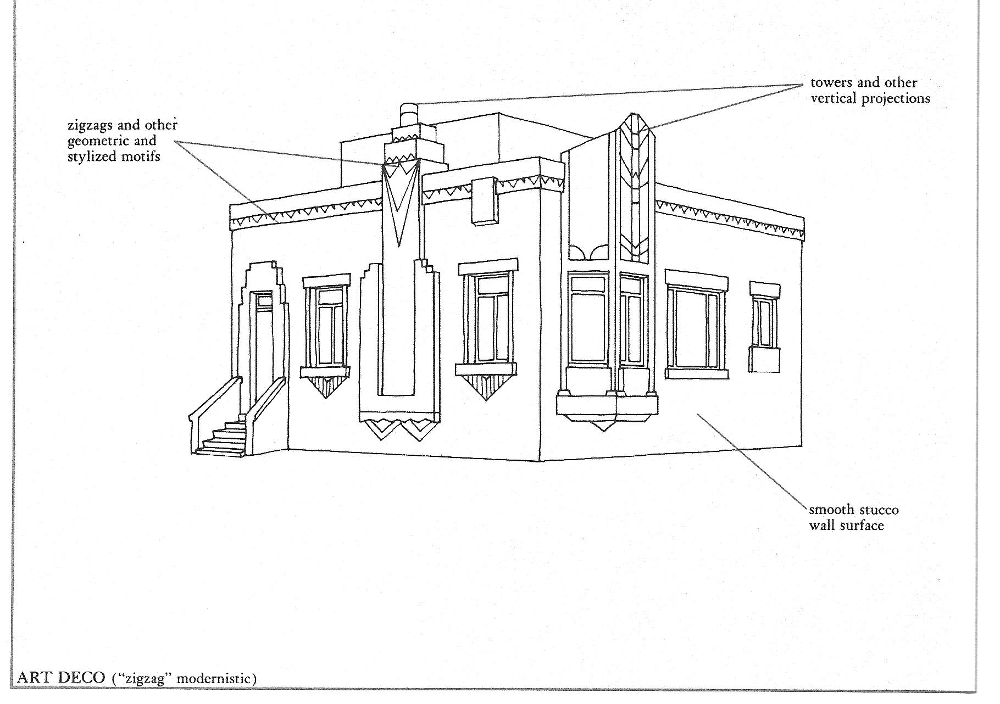 towers and other
vertical projections
zigzags and other
geometric and
stylized motifs
smooth stucco
wall surface
ART DECO ("zigzag" modernistic)